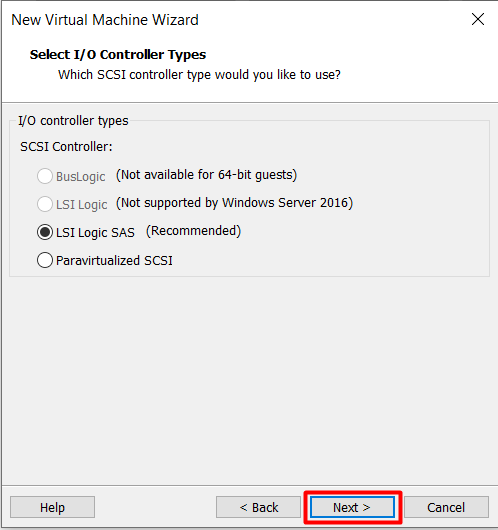 New Virtual Machine Wizard
Select I/O Controller Types
Which SCSI controller type would you like to use?
I/O controller types
SCSI Controller:
BusLogic (Not available for 64-bit guests)
LSI Logic (Not supported by Windows Server 2016)
LSI Logic SAS (Recommended)
Paravirtualized SCSI
Help < Back Next > Cancel